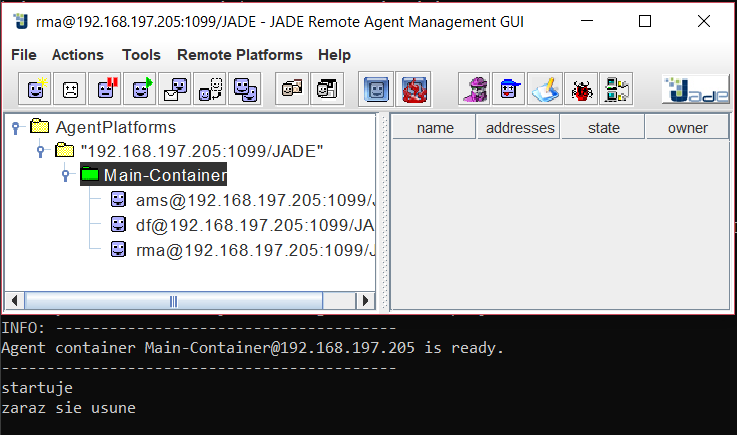 rma@192.168.197.205:1099/JADE - JADE Remote Agent Management GUI
File Actions Tools Remote Platforms Help
Jade
AgentPlatforms
"192.168.197.205:1099/JADE"
Main-Container
ams@192.168.197.205:1099/J
df@192.168.197.205:1099/JA
rma@192.168.197.205:1099/J
name addresses state owner
INFO: --------------------------------------
Agent container Main-Container@192.168.197.205 is ready.
--------------------------------------------
startuje
zaraz sie usune